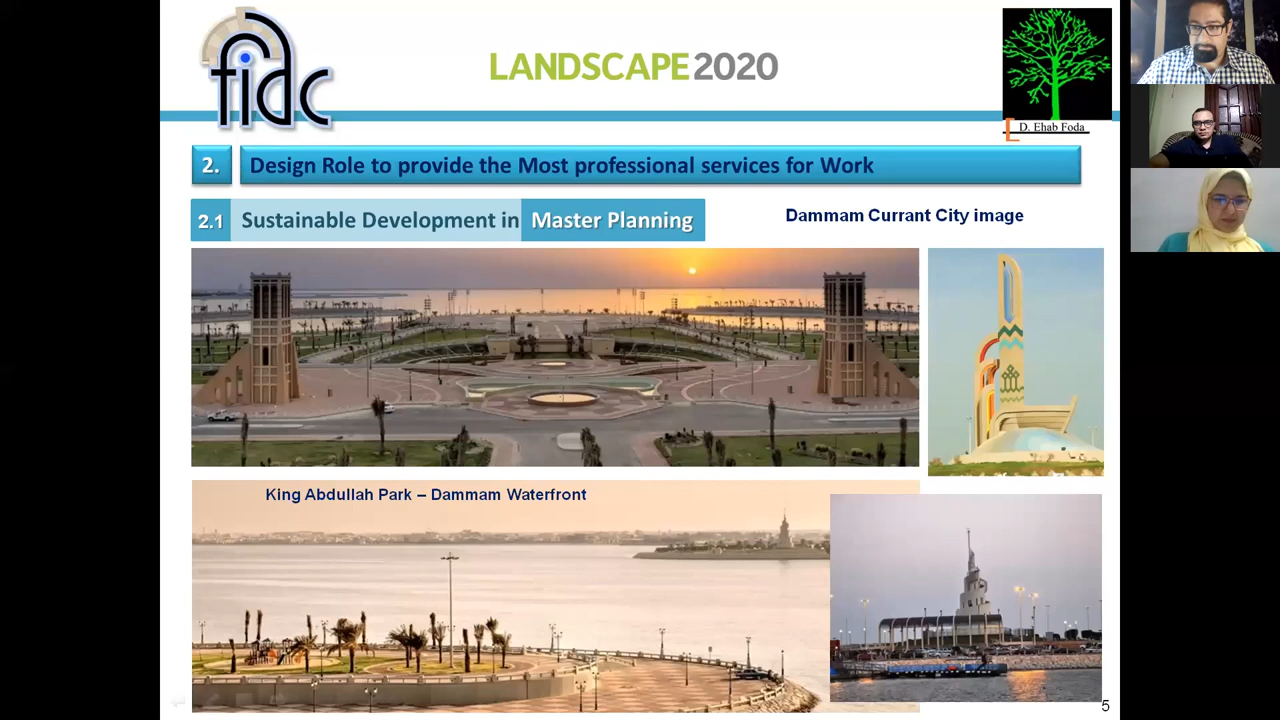 fidc
LANDSCAPE2020
D. Ehab Foda
2. Design Role to provide the Most professional services for Work
2.1 Sustainable Development in Master Planning
Dammam Currant City image
King Abdullah Park – Dammam Waterfront
5